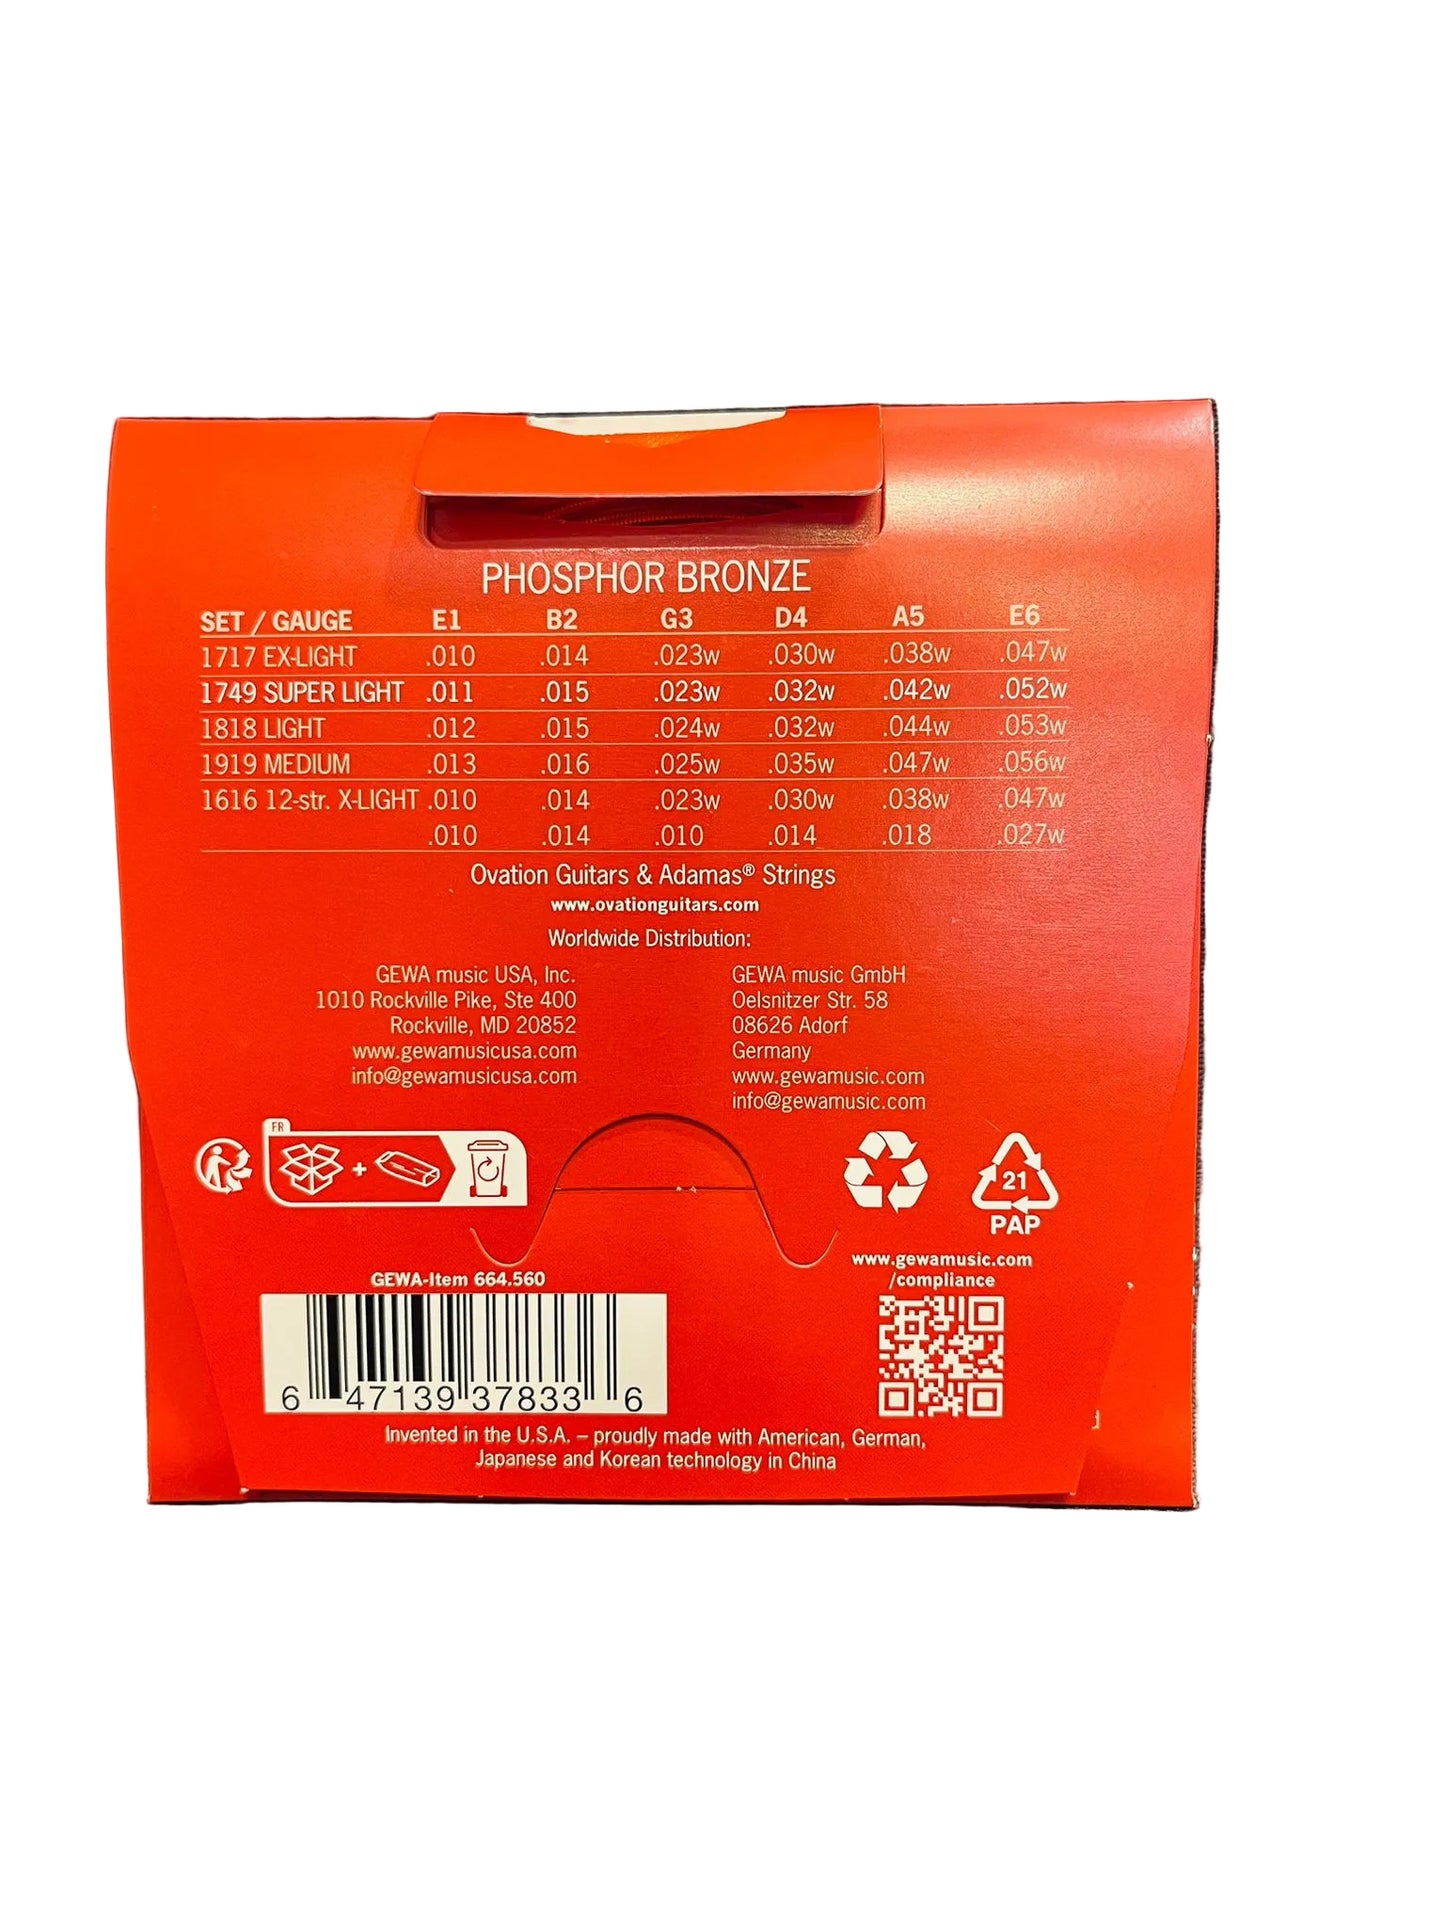 PHOSPHOR BRONZE
SET / GAUGE E1 B2 G3 D4 A5 E6
1717 EX-LIGHT .010 .014 .023w .030w .038w .047w
1749 SUPER LIGHT .011 .015 .023w .032w .042w .052w
1818 LIGHT .012 .015 .024w .032w .044w .053w
1919 MEDIUM .013 .016 .025w .035w .047w .056w
1616 12-str. X-LIGHT .010 .014 .023w .030w .038w .047w
.010 .014 .010 .014 .018 .027w
Ovation Guitars & Adamas® Strings
www.ovationguitars.com
Worldwide Distribution:
GEWA music USA, Inc.
1010 Rockville Pike, Ste 400
Rockville, MD 20852
www.gewamusicusa.com
info@gewamusicusa.com
GEWA music GmbH
Oelsnitzer Str. 58
08626 Adorf
Germany
www.gewamusic.com
info@gewamusic.com
FR
21
PAP
www.gewamusic.com
/compliance
GEWA-Item 664.560
6 47139 37833 6
Invented in the U.S.A. – proudly made with American, German,
Japanese and Korean technology in China